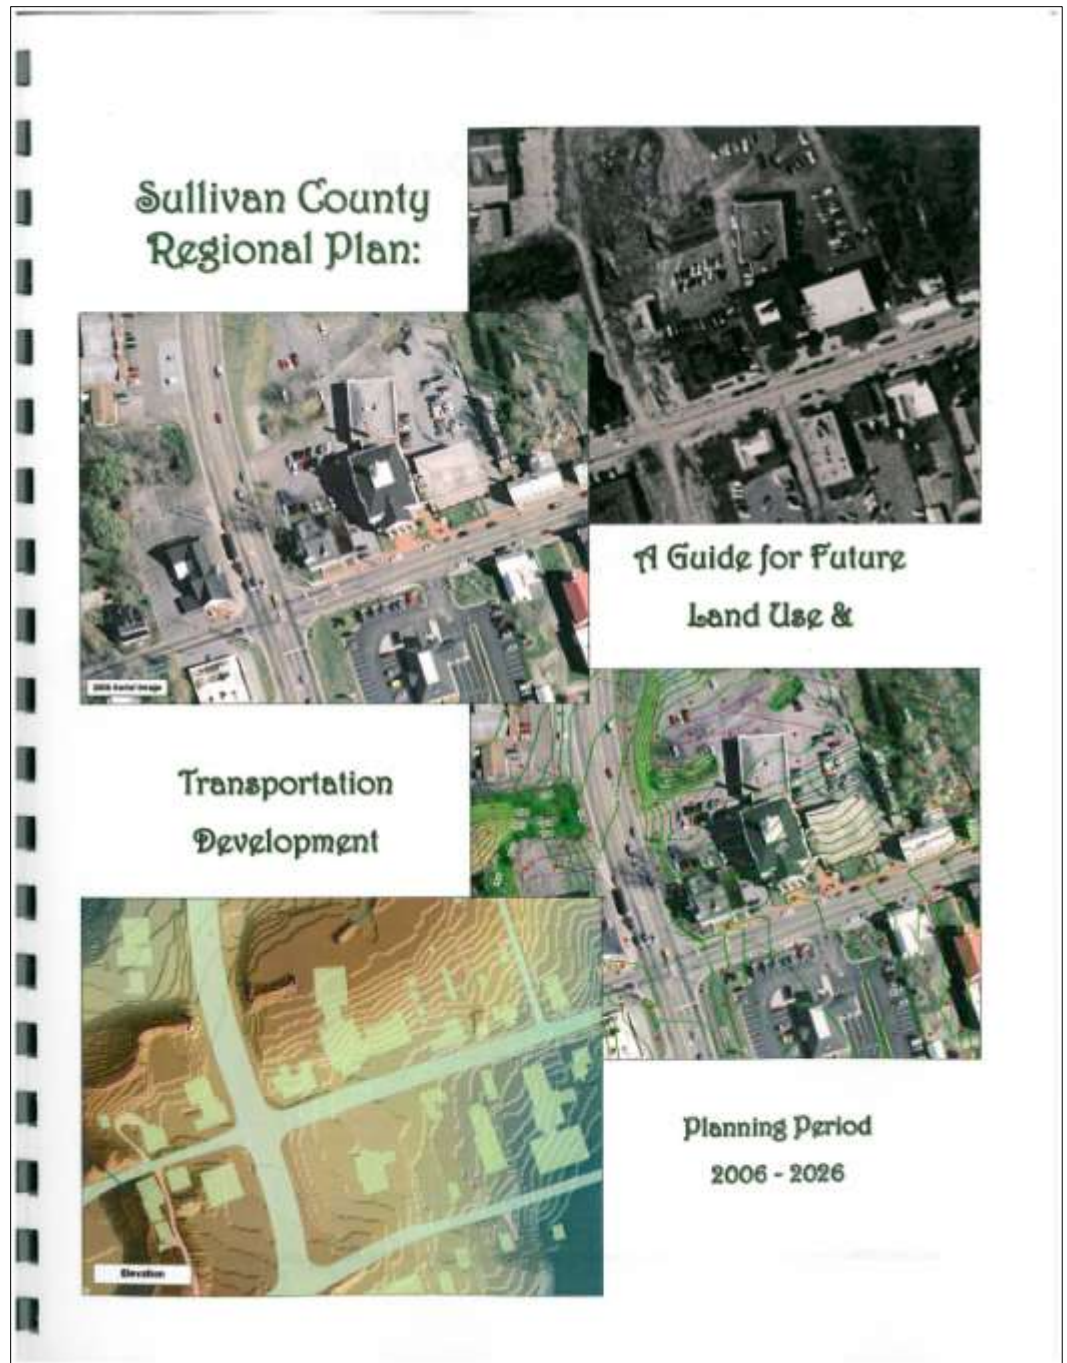 Sullivan County
Regional Plan:
A Guide for Future
Land Use &
Transportation
Development
Elevation
Planning Period
2006 - 2026